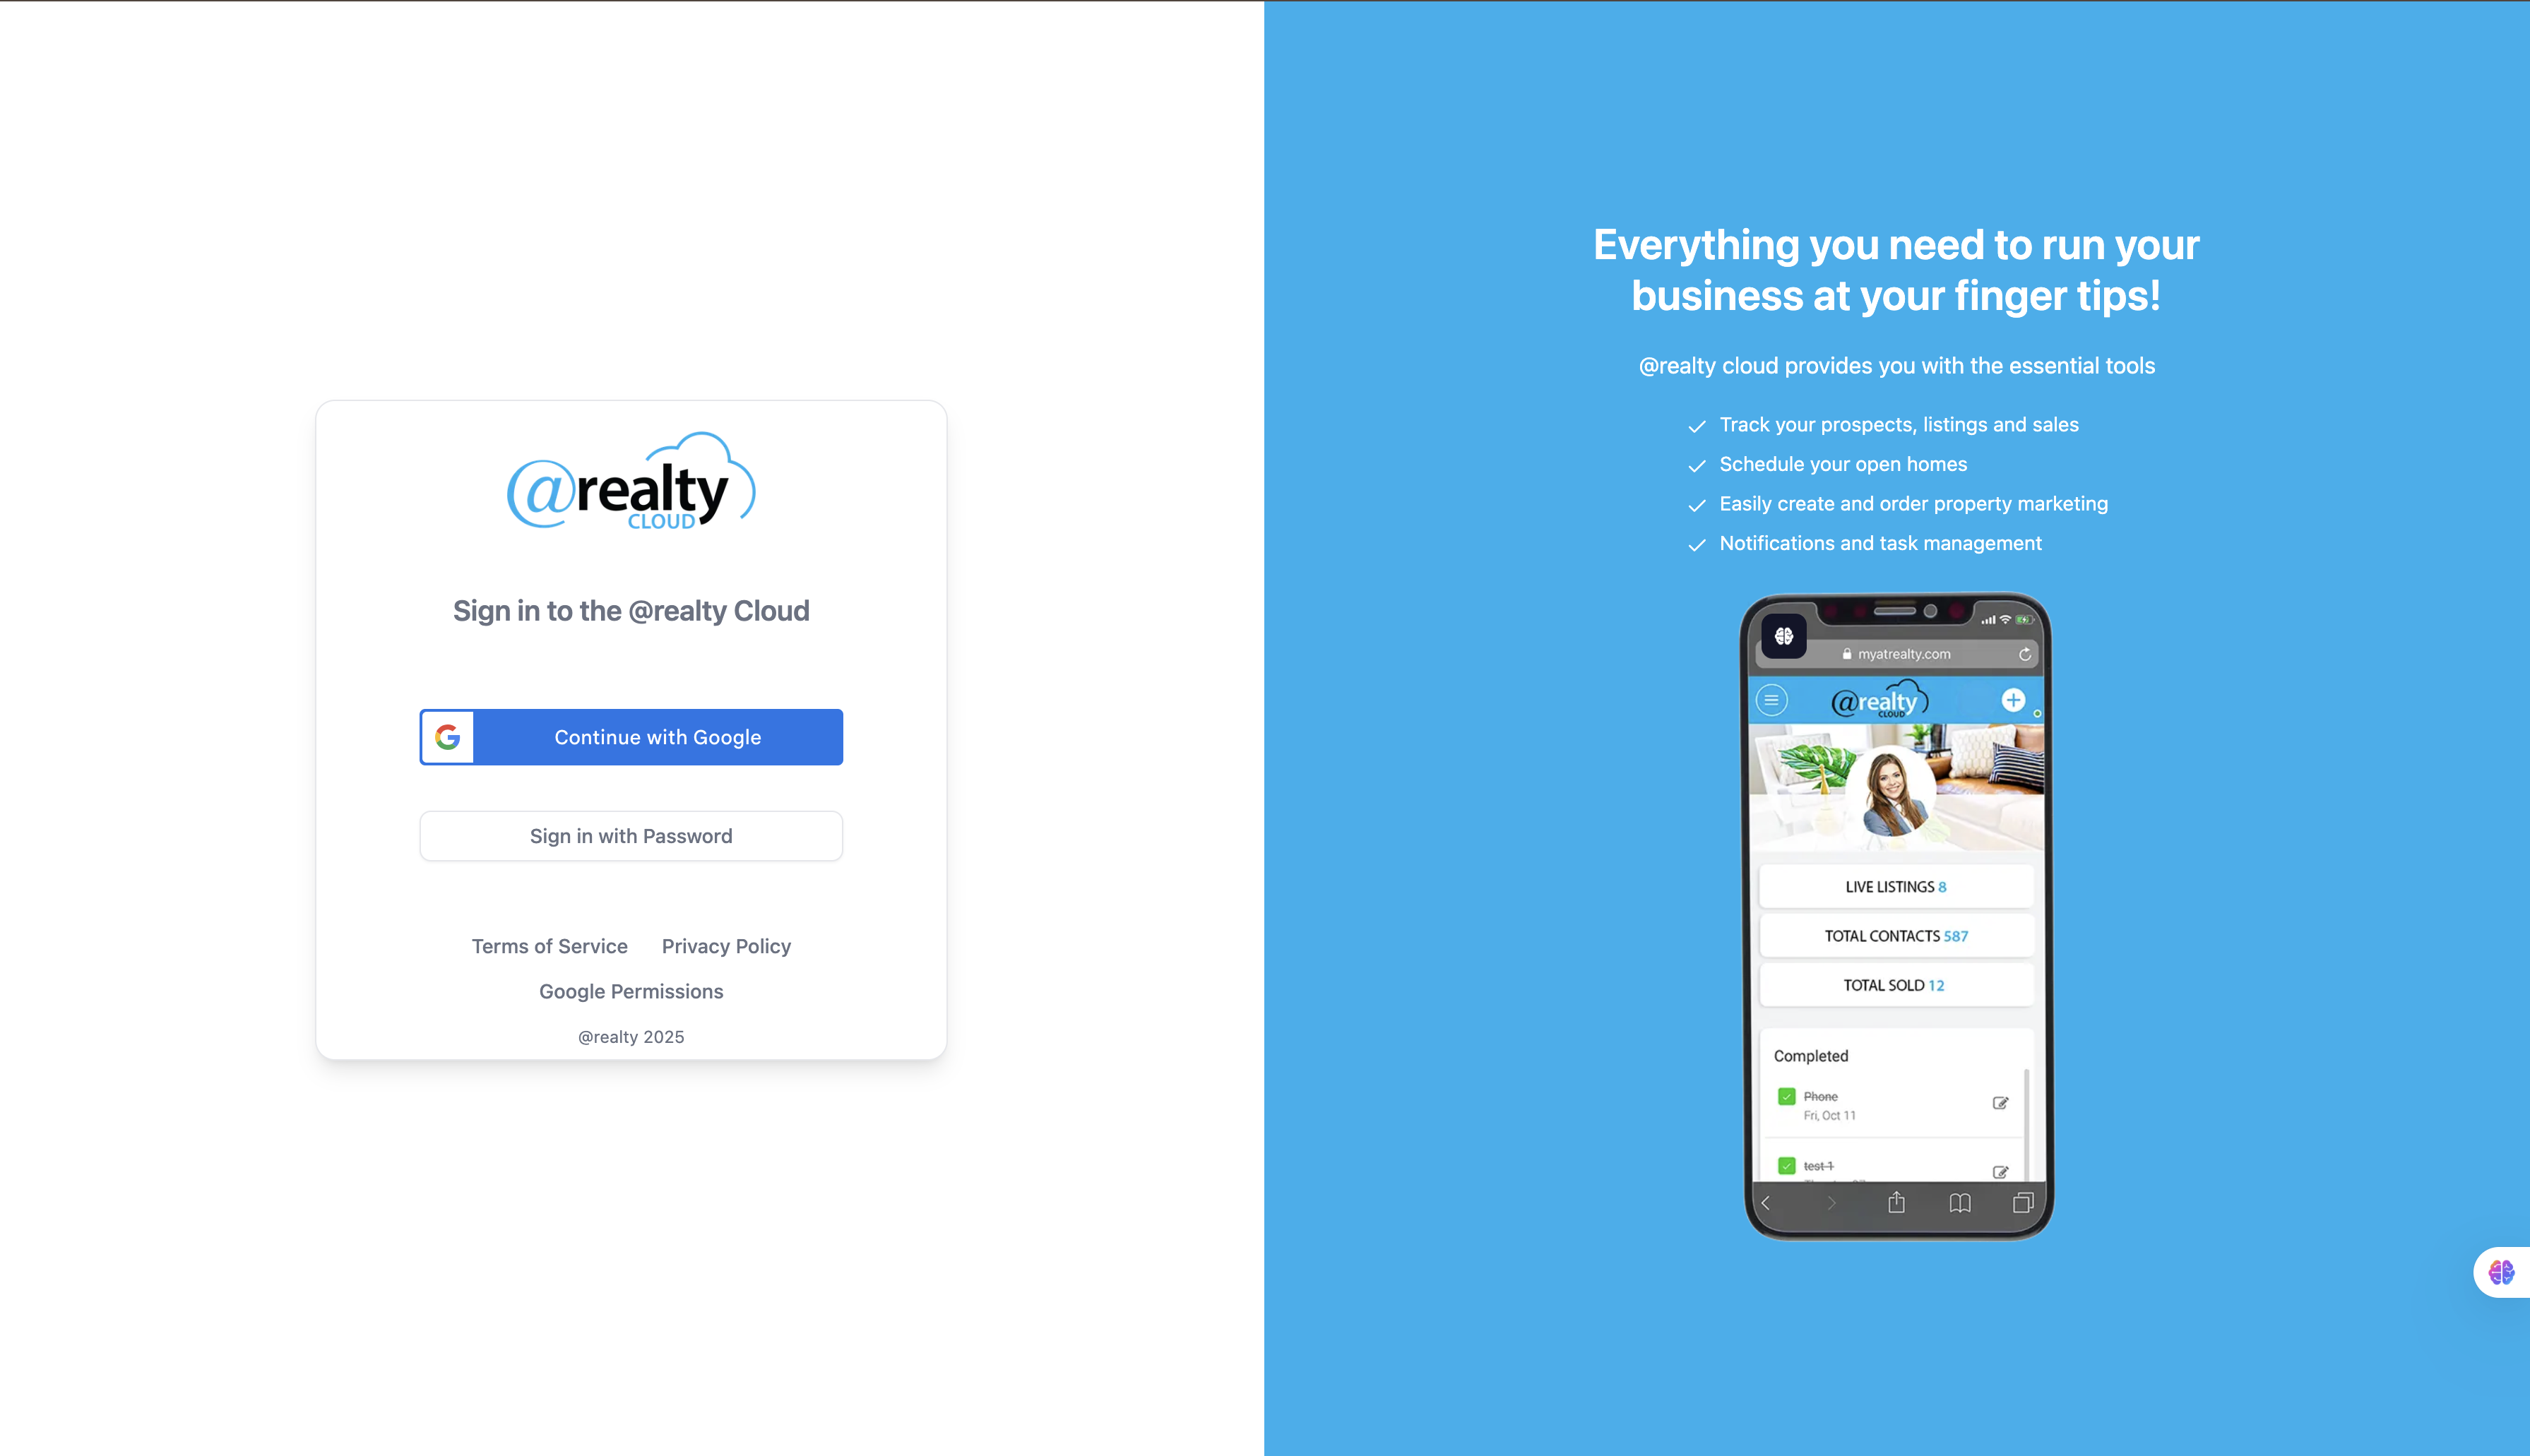 @realty
CLOUD
Sign in to the @realty Cloud
Continue with Google
Sign in with Password
Terms of Service Privacy Policy
Google Permissions
@realty 2025
Everything you need to run your
business at your finger tips!
@realty cloud provides you with the essential tools
Track your prospects, listings and sales
Schedule your open homes
Easily create and order property marketing
Notifications and task management
myatrealty.com
@realty
CLOUD
LIVE LISTINGS 8
TOTAL CONTACTS 587
TOTAL SOLD 12
Completed
Phone
Fri, Oct 11
test 1